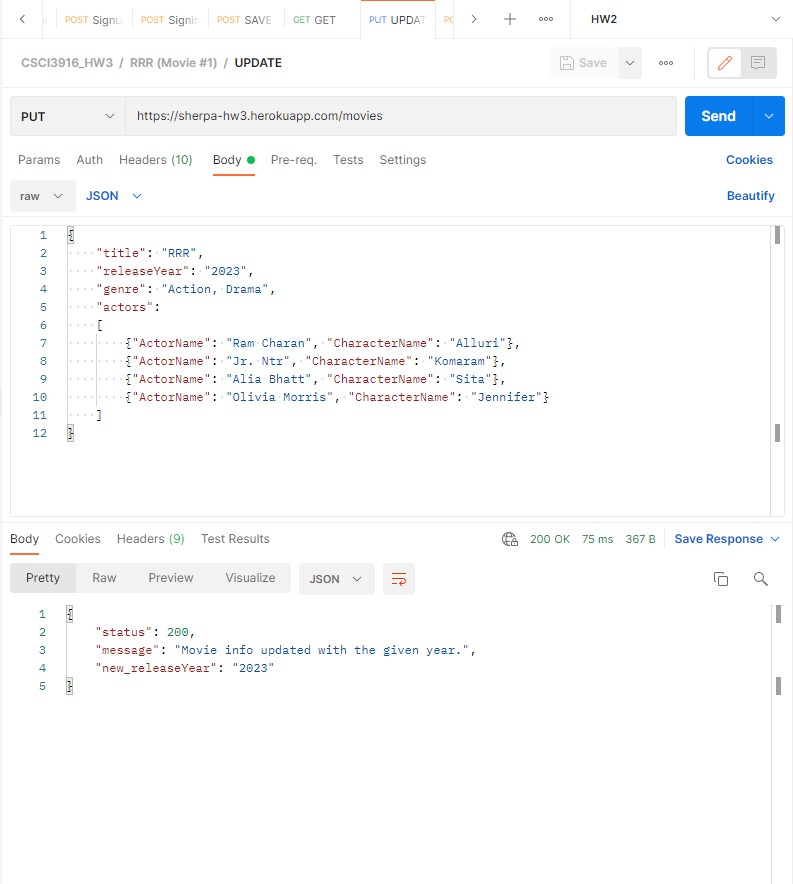 POST Signu POST Signin POST SAVE GET GET PUT UPDAT PO HW2
CSCI3916_HW3 / RRR (Movie #1) / UPDATE Save
PUT https://sherpa-hw3.herokuapp.com/movies Send
Params Auth Headers (10) Body Pre-req. Tests Settings Cookies
raw JSON Beautify
1 {
2 "title": "RRR",
3 "releaseYear": "2023",
4 "genre": "Action, Drama",
5 "actors":
6 [
7 {"ActorName": "Ram Charan", "CharacterName": "Alluri"},
8 {"ActorName": "Jr. Ntr", "CharacterName": "Komaram"},
9 {"ActorName": "Alia Bhatt", "CharacterName": "Sita"},
10 {"ActorName": "Olivia Morris", "CharacterName": "Jennifer"}
11 ]
12 }
Body Cookies Headers (9) Test Results 200 OK 75 ms 367 B Save Response
Pretty Raw Preview Visualize JSON
1 {
2 "status": 200,
3 "message": "Movie info updated with the given year.",
4 "new_releaseYear": "2023"
5 }